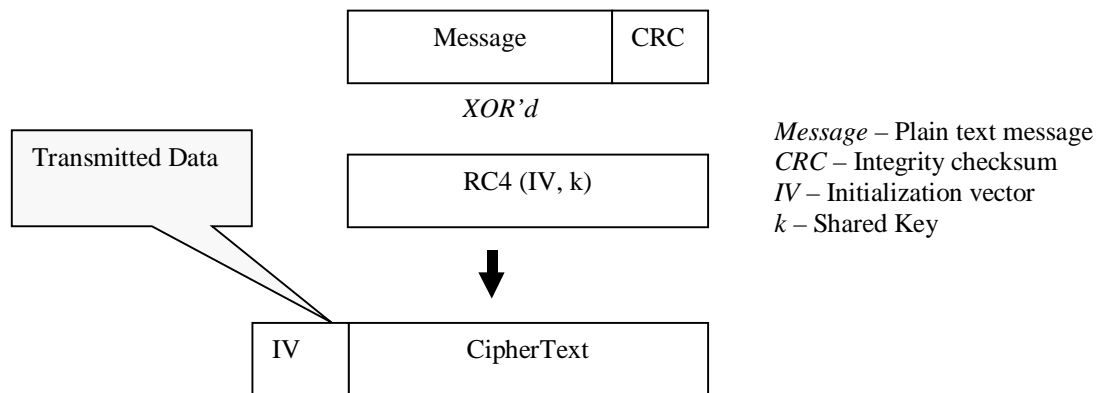 Message CRC
XOR’d
Transmitted Data
RC4 (IV, k)
Message – Plain text message
CRC – Integrity checksum
IV – Initialization vector
k – Shared Key
IV CipherText